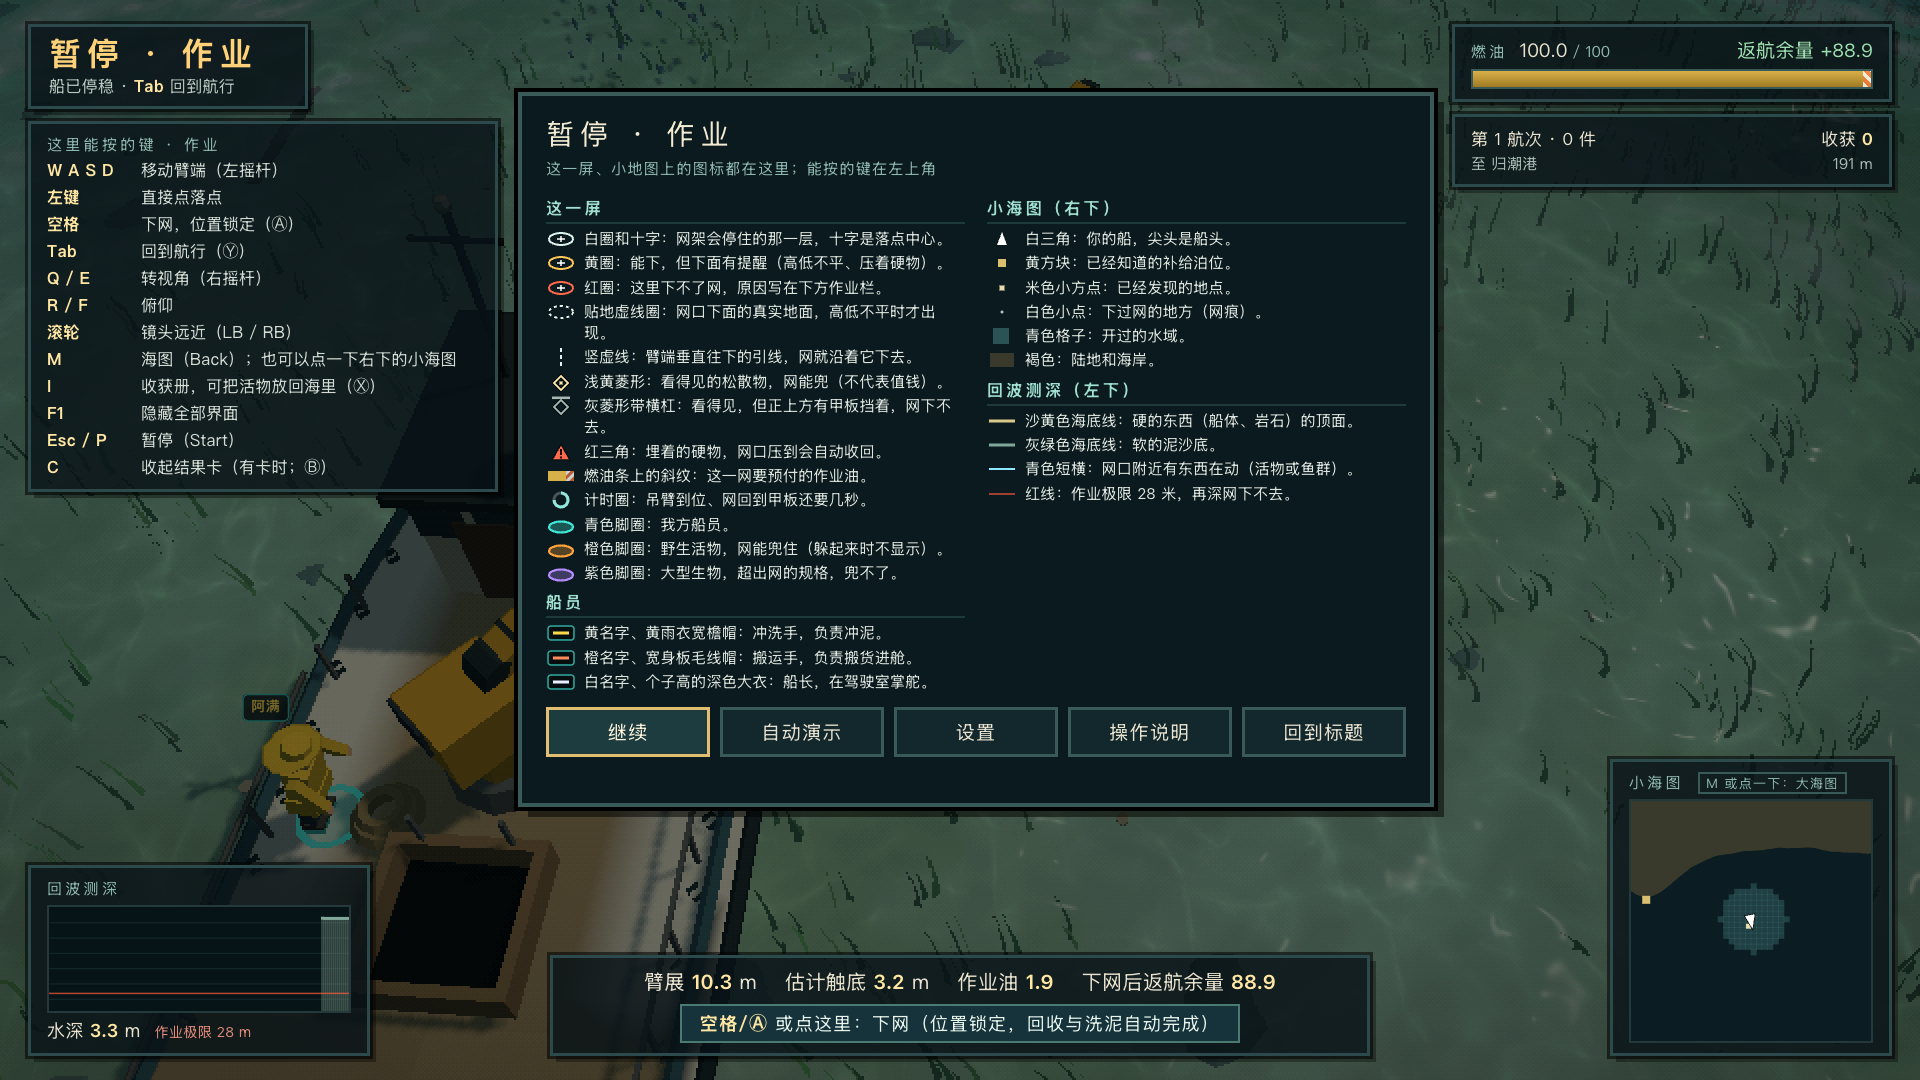 暂停 · 作业
船已停稳 · Tab 回到航行
这里能按的键 · 作业
W A S D 移动臂端（左摇杆）
左键 直接点落点
空格 下网，位置锁定（Ⓐ）
Tab 回到航行（Ⓨ）
Q / E 转视角（右摇杆）
R / F 俯仰
滚轮 镜头远近（LB / RB）
M 海图（Back）；也可以点一下右下的小海图
I 收获册，可把活物放回海里（Ⓧ）
F1 隐藏全部界面
Esc / P 暂停（Start）
C 收起结果卡（有卡时；Ⓑ）
暂停 · 作业
这一屏、小地图上的图标都在这里；能按的键在左上角
这一屏
白圈和十字：网架会停住的那一层，十字是落点中心。
黄圈：能下，但下面有提醒（高低不平、压着硬物）。
红圈：这里下不了网，原因写在下方作业栏。
贴地虚线圈：网口下面的真实地面，高低不平时才出
现。
竖虚线：臂端垂直往下的引线，网就沿着它下去。
浅黄菱形：看得见的松散物，网能兜（不代表值钱）。
灰菱形带横杠：看得见，但正上方有甲板挡着，网下不
去。
红三角：埋着的硬物，网口压到会自动收回。
燃油条上的斜纹：这一网要预付的作业油。
计时圈：吊臂到位、网回到甲板还要几秒。
青色脚圈：我方船员。
橙色脚圈：野生活物，网能兜住（躲起来时不显示）。
紫色脚圈：大型生物，超出网的规格，兜不了。
船员
黄名字、黄雨衣宽檐帽：冲洗手，负责冲泥。
橙名字、宽身板毛线帽：搬运手，负责搬货进舱。
白名字、个子高的深色大衣：船长，在驾驶室掌舵。
小海图（右下）
白三角：你的船，尖头是船头。
黄方块：已经知道的补给泊位。
米色小方点：已经发现的地点。
白色小点：下过网的地方（网痕）。
青色格子：开过的水域。
褐色：陆地和海岸。
回波测深（左下）
沙黄色海底线：硬的东西（船体、岩石）的顶面。
灰绿色海底线：软的泥沙底。
青色短横：网口附近有东西在动（活物或鱼群）。
红线：作业极限 28 米，再深网下不去。
继续
自动演示
设置
操作说明
回到标题
燃油 100.0 / 100 返航余量 +88.9
第 1 航次 · 0 件 收获 0
至 归潮港 191 m
阿满
回波测深
水深 3.3 m 作业极限 28 m
臂展 10.3 m 估计触底 3.2 m 作业油 1.9 下网后返航余量 88.9
空格/Ⓐ 或点这里：下网（位置锁定，回收与洗泥自动完成）
小海图 M 或点一下：大海图